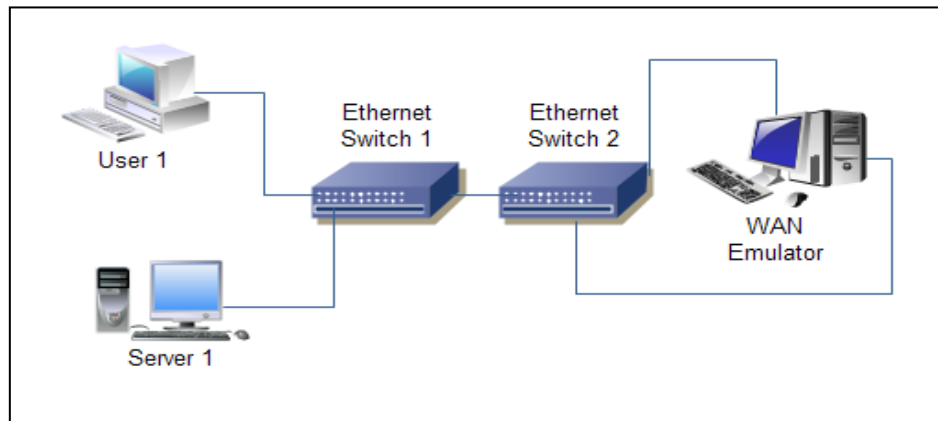 Ethernet
Switch 1
Ethernet
Switch 2
User 1
WAN
Emulator
Server 1